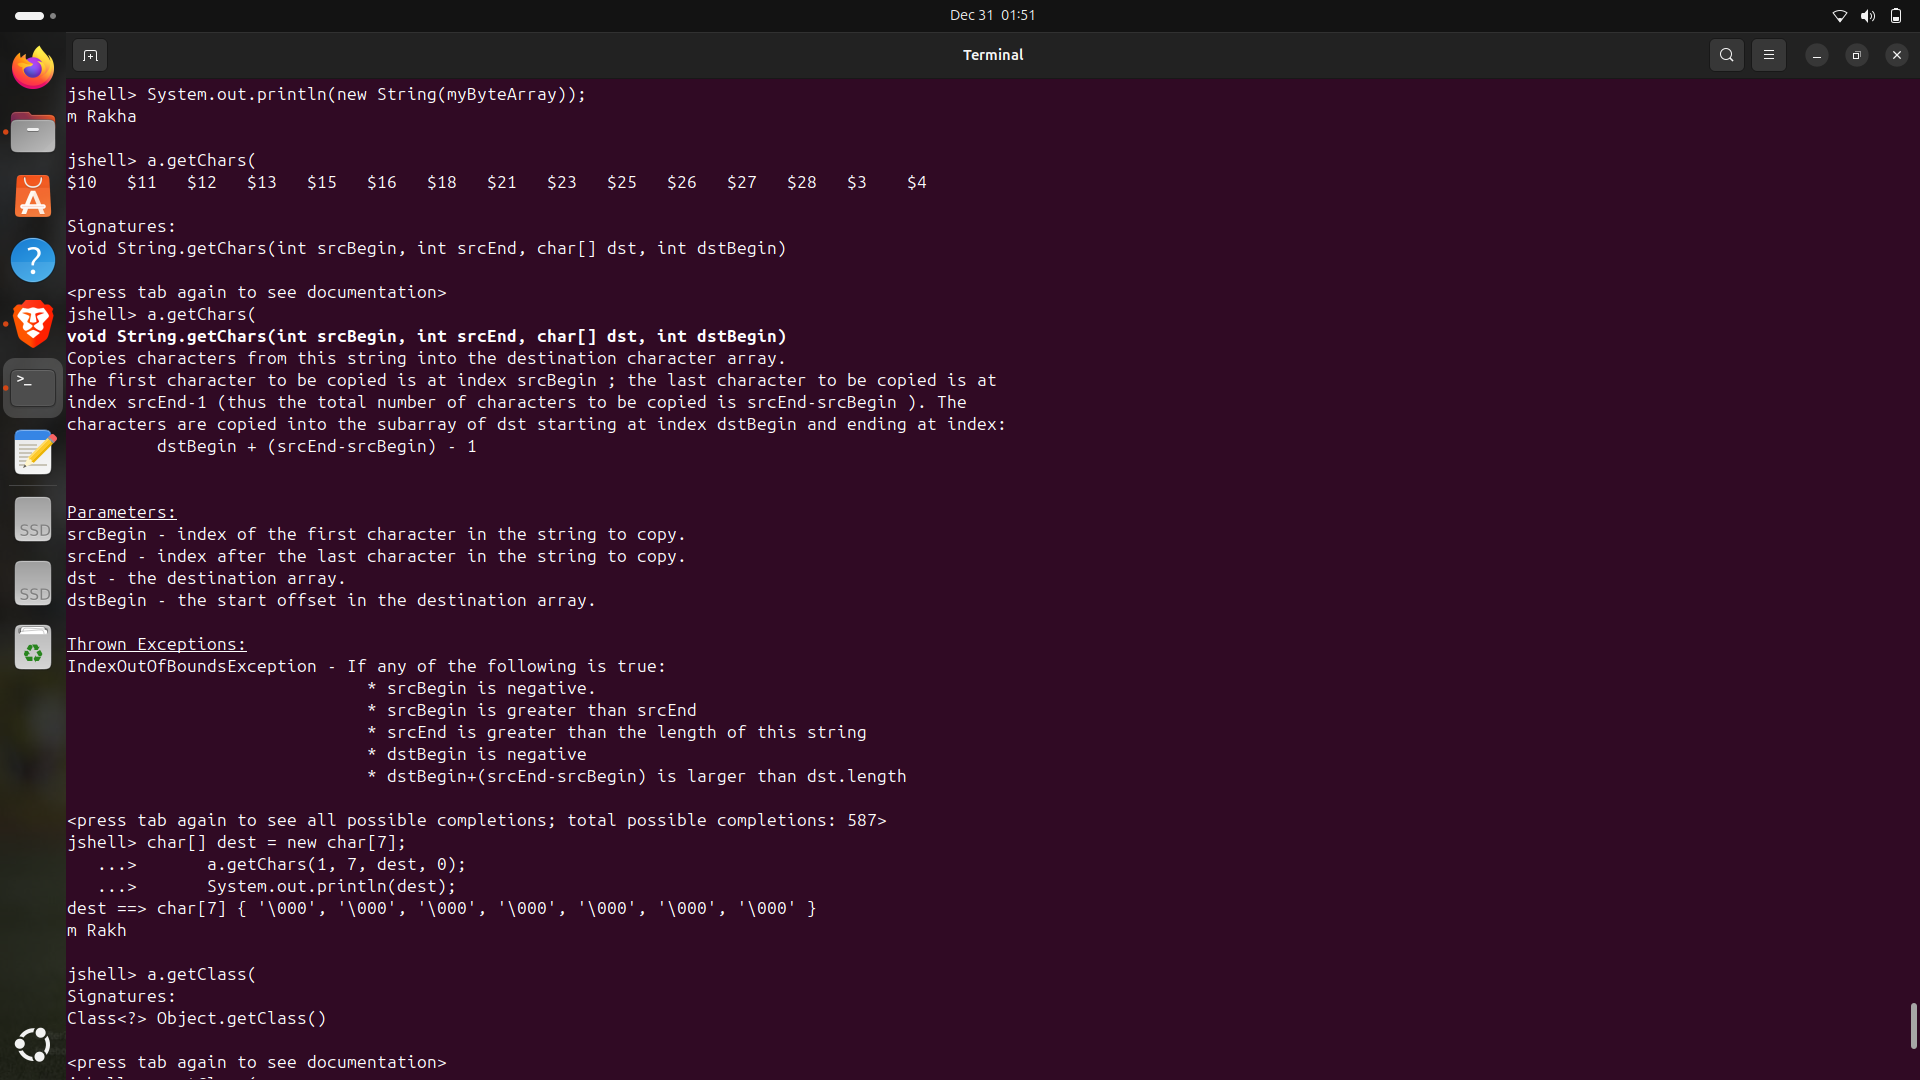 Dec 31 01:51
Terminal
jshell> System.out.println(new String(myByteArray));
m Rakha
jshell> a.getChars(
$10 $11 $12 $13 $15 $16 $18 $21 $23 $25 $26 $27 $28 $3 $4
Signatures:
void String.getChars(int srcBegin, int srcEnd, char[] dst, int dstBegin)
<press tab again to see documentation>
jshell> a.getChars(
void String.getChars(int srcBegin, int srcEnd, char[] dst, int dstBegin)
Copies characters from this string into the destination character array.
The first character to be copied is at index srcBegin ; the last character to be copied is at
index srcEnd-1 (thus the total number of characters to be copied is srcEnd-srcBegin ). The
characters are copied into the subarray of dst starting at index dstBegin and ending at index:
dstBegin + (srcEnd-srcBegin) - 1
Parameters:
srcBegin - index of the first character in the string to copy.
srcEnd - index after the last character in the string to copy.
dst - the destination array.
dstBegin - the start offset in the destination array.
Thrown Exceptions:
IndexOutOfBoundsException - If any of the following is true:
* srcBegin is negative.
* srcBegin is greater than srcEnd
* srcEnd is greater than the length of this string
* dstBegin is negative
* dstBegin+(srcEnd-srcBegin) is larger than dst.length
<press tab again to see all possible completions; total possible completions: 587>
jshell> char[] dest = new char[7];
...> a.getChars(1, 7, dest, 0);
...> System.out.println(dest);
dest ==> char[7] { '\000', '\000', '\000', '\000', '\000', '\000', '\000' }
m Rakh
jshell> a.getClass(
Signatures:
Class<?> Object.getClass()
<press tab again to see documentation>
SSD
SSD